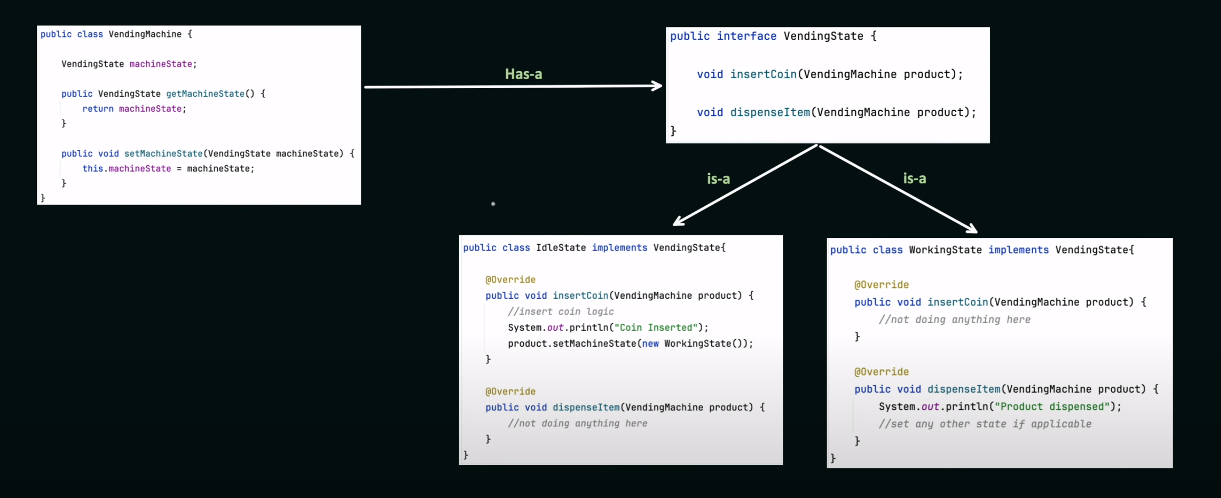 public class VendingMachine {
VendingState machineState;
public VendingState getMachineState() {
return machineState;
}
public void setMachineState(VendingState machineState) {
this.machineState = machineState;
}
}
Has-a
public interface VendingState {
void insertCoin(VendingMachine product);
void dispenseItem(VendingMachine product);
}
is-a
is-a
public class IdleState implements VendingState{
@Override
public void insertCoin(VendingMachine product) {
//insert coin logic
System.out.println("Coin Inserted");
product.setMachineState(new WorkingState());
}
@Override
public void dispenseItem(VendingMachine product) {
//not doing anything here
}
}
public class WorkingState implements VendingState{
@Override
public void insertCoin(VendingMachine product) {
//not doing anything here
}
@Override
public void dispenseItem(VendingMachine product) {
System.out.println("Product dispensed");
//set any other state if applicable
}
}